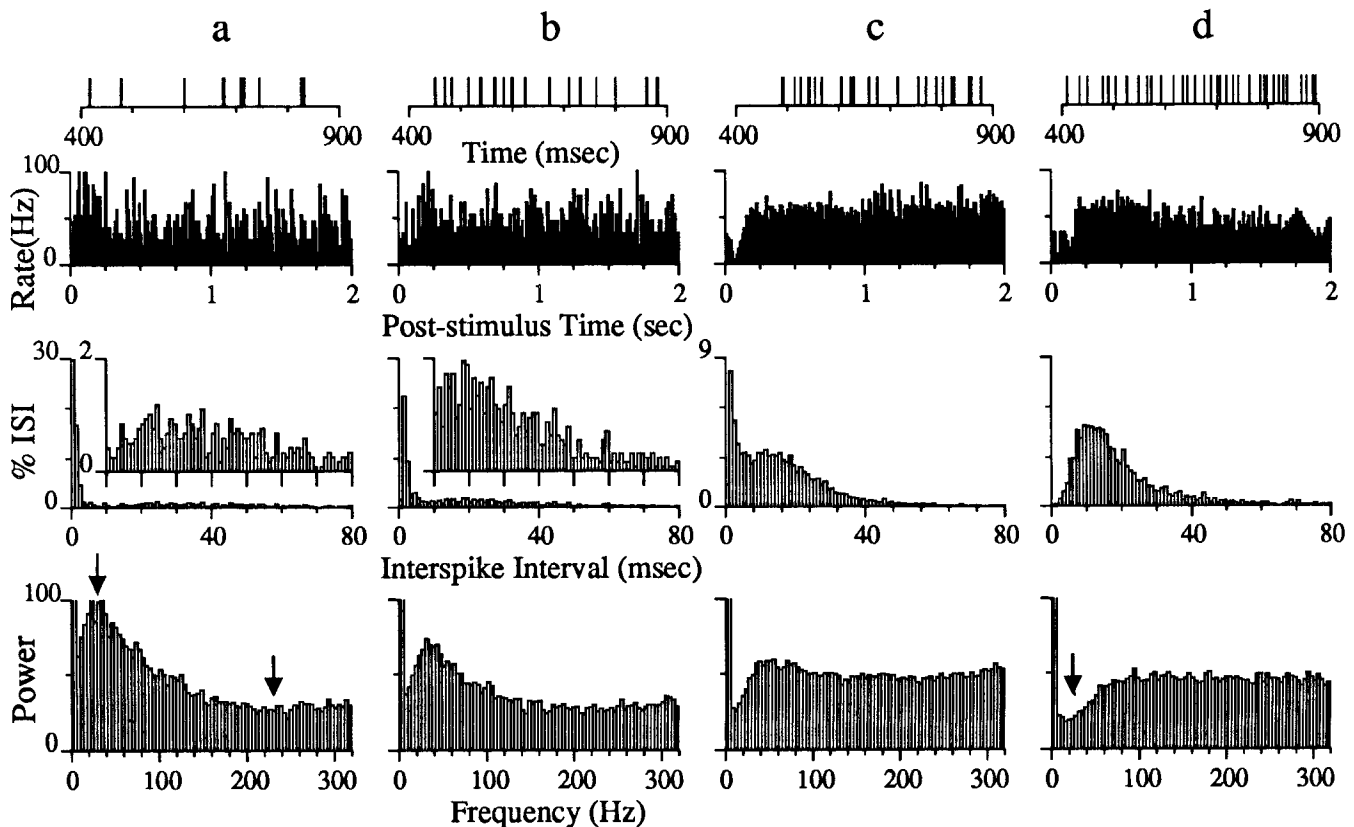 a b c d
400 900 400 900 400 900 400 900
Time (msec)
100
Rate(Hz)
0
0 1 2 0 1 2 0 1 2 0 1 2
Post-stimulus Time (sec)
30 2 9
% ISI
0 0 0
0 40 80 0 40 80 0 40 80 0 40 80
Interspike Interval (msec)
100
Power
0
0 100 200 300 0 100 200 300 0 100 200 300 0 100 200 300
Frequency (Hz)